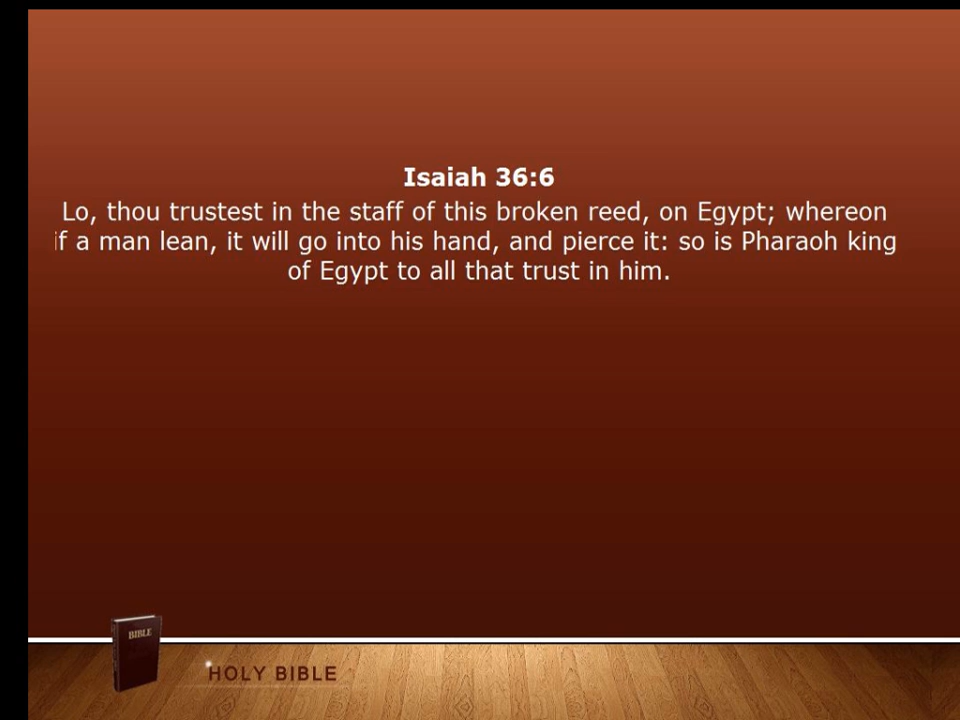 Isaiah 36:6
Lo, thou trustest in the staff of this broken reed, on Egypt; whereon
if a man lean, it will go into his hand, and pierce it: so is Pharaoh king
of Egypt to all that trust in him.
BIBLE
HOLY BIBLE